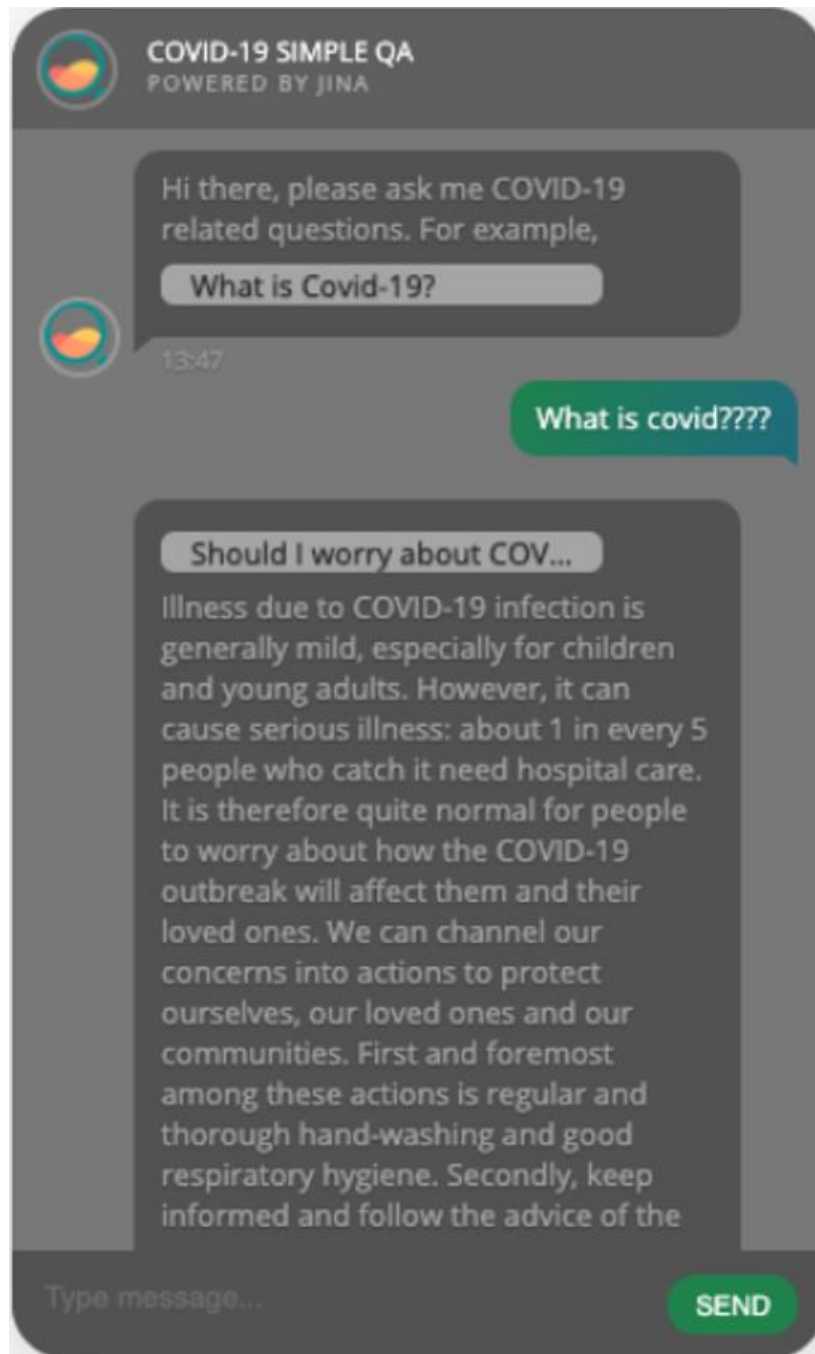 COVID-19 SIMPLE QA
POWERED BY JINA
Hi there, please ask me COVID-19
related questions. For example,
What is Covid-19?
13:47
What is covid????
Should I worry about COV...
Illness due to COVID-19 infection is
generally mild, especially for children
and young adults. However, it can
cause serious illness: about 1 in every 5
people who catch it need hospital care.
It is therefore quite normal for people
to worry about how the COVID-19
outbreak will affect them and their
loved ones. We can channel our
concerns into actions to protect
ourselves, our loved ones and our
communities. First and foremost
among these actions is regular and
thorough hand-washing and good
respiratory hygiene. Secondly, keep
informed and follow the advice of the
Type message...
SEND